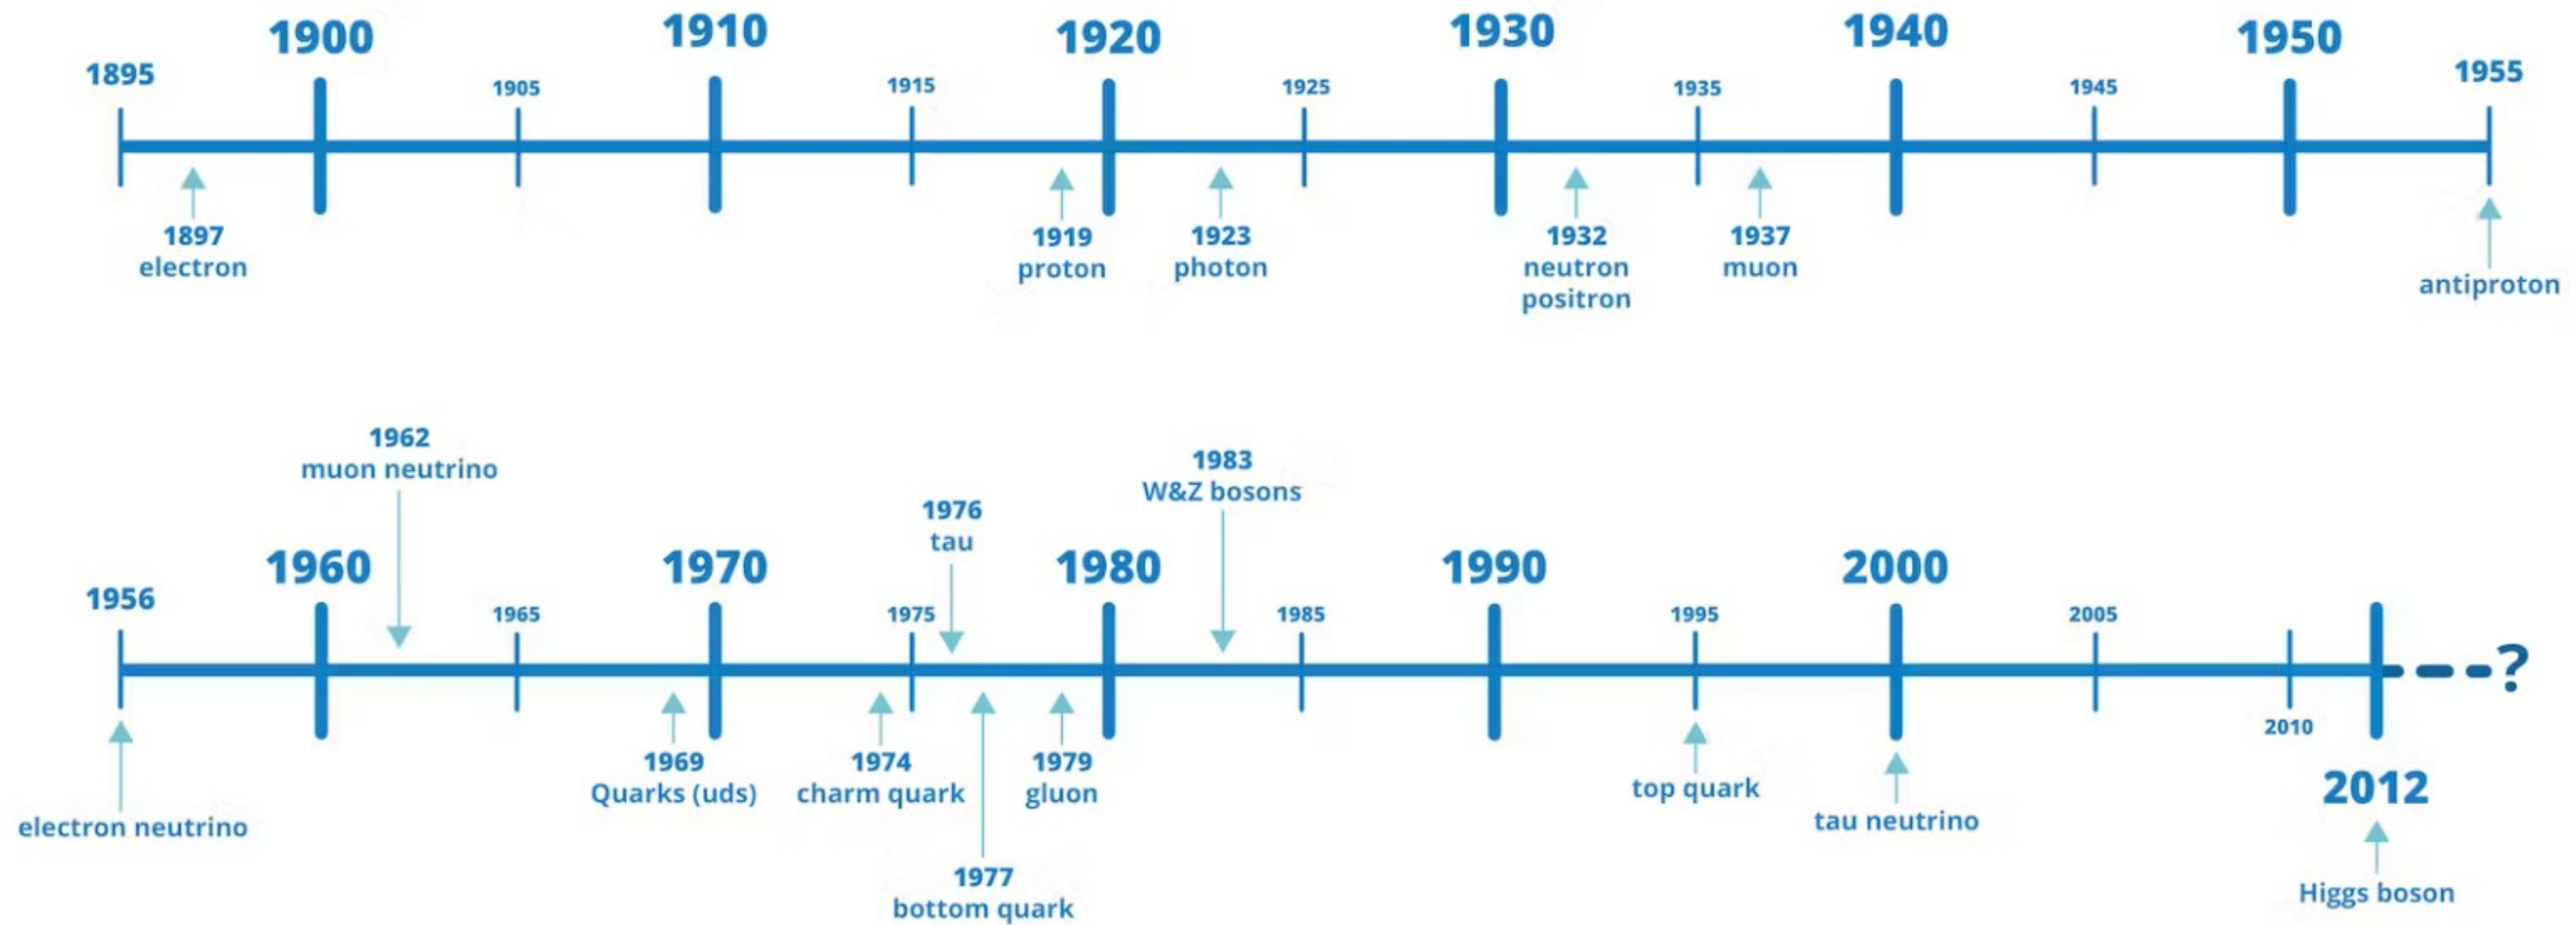 1895
1900
1905
1910
1915
1920
1925
1930
1935
1940
1945
1950
1955
1897
electron
1919
proton
1923
photon
1932
neutron
positron
1937
muon
antiproton
1962
muon neutrino
1976
tau
1983
W&Z bosons
1956
1960
1965
1970
1975
1980
1985
1990
1995
2000
2005
2010
2012
?
electron neutrino
1969
Quarks (uds)
1974
charm quark
1977
bottom quark
1979
gluon
top quark
tau neutrino
Higgs boson